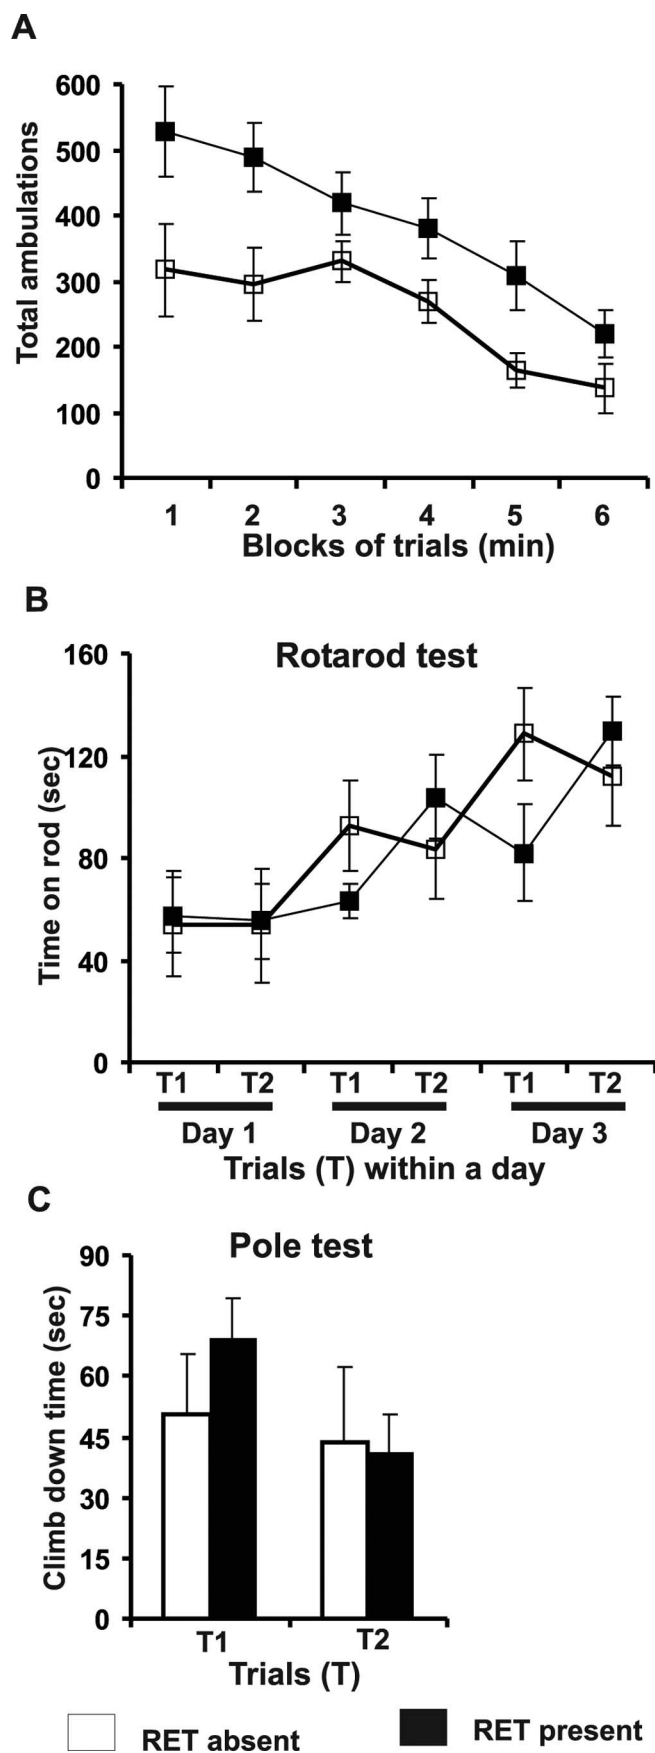 A
Total ambulations
600
500
400
300
200
100
0
1 2 3 4 5 6
Blocks of trials (min)
B
Rotarod test
Time on rod (sec)
160
120
80
40
0
T1 T2 T1 T2 T1 T2
Day 1 Day 2 Day 3
Trials (T) within a day
C
Pole test
Climb down time (sec)
90
75
60
45
30
15
0
T1 T2
Trials (T)
RET absent RET present